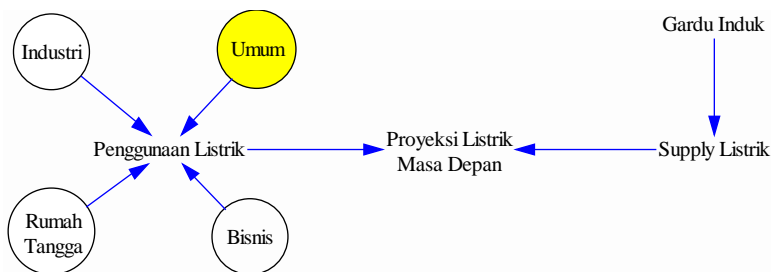 Gardu Induk
Industri
Umum
Penggunaan Listrik
Proyeksi Listrik
Masa Depan
Supply Listrik
Rumah
Tangga
Bisnis